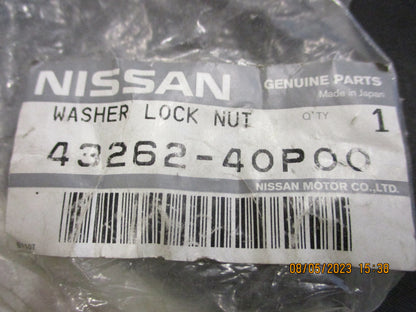 NISSAN GENUINE PARTS
Made in Japan
WASHER LOCK NUT Q'TY 1
43262-40P00
NISSAN MOTOR CO.,LTD.
08/05/2023 15:38